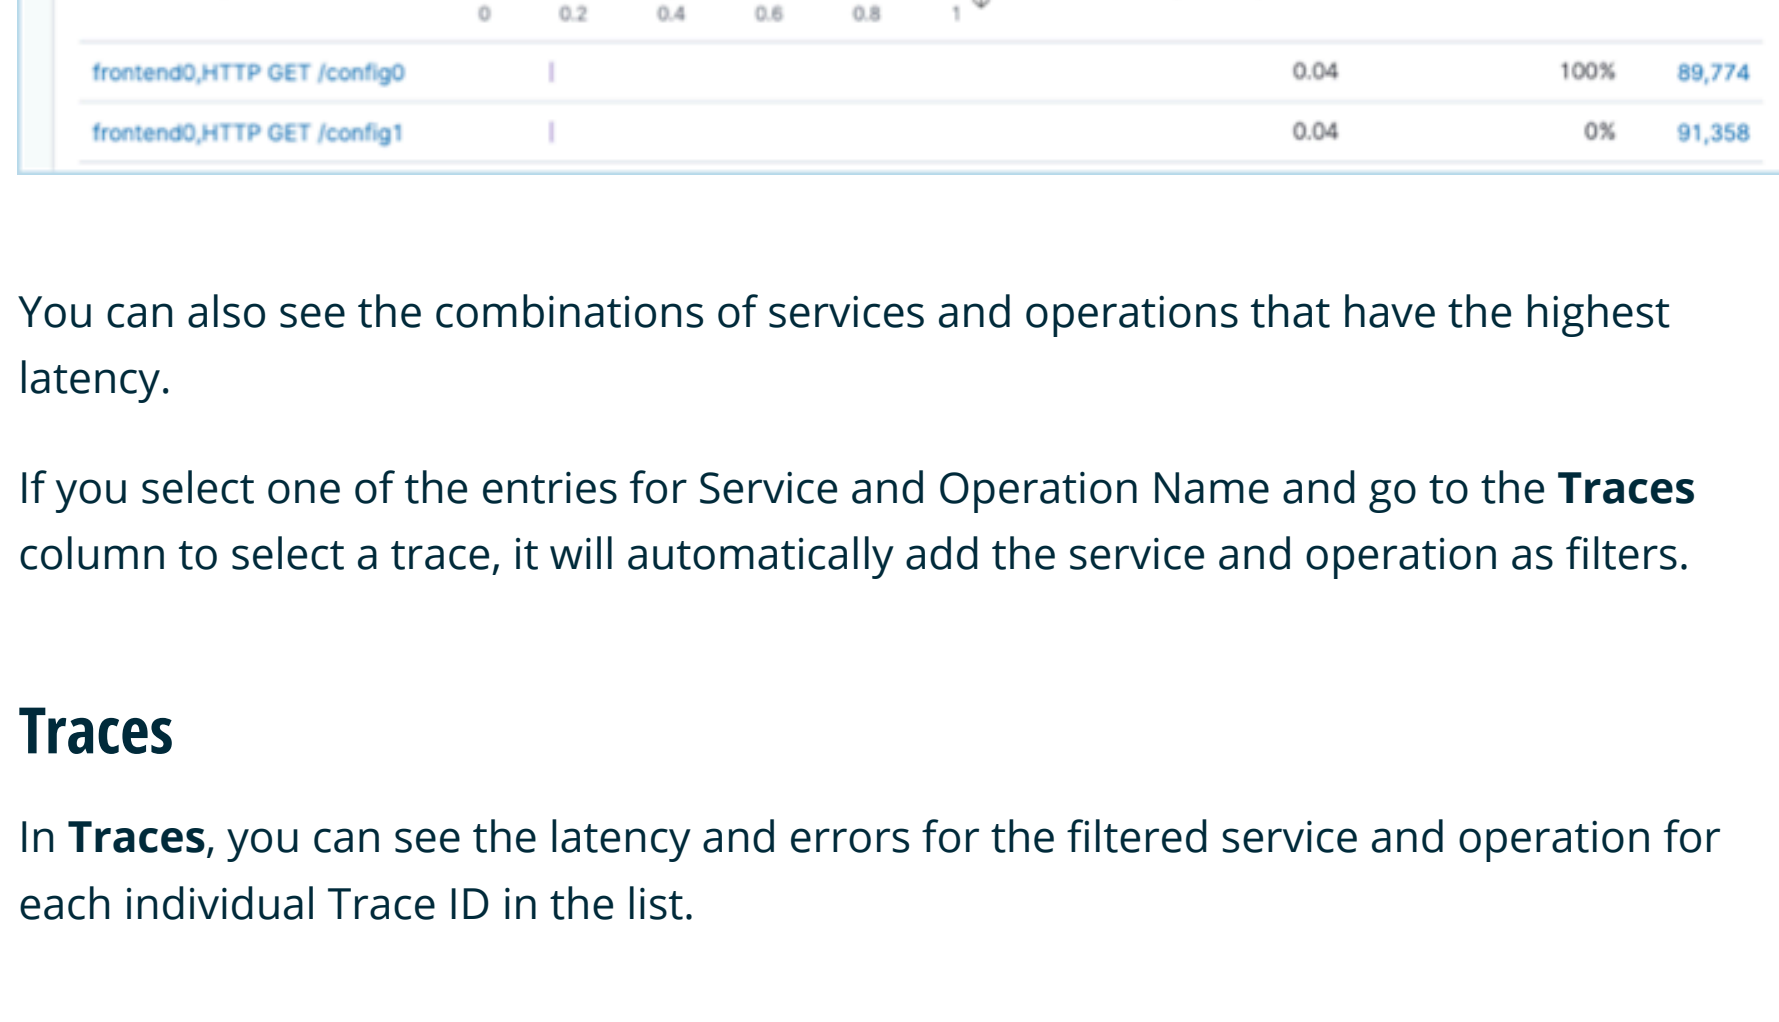 0 0.2 0.4 0.6 0.8 1
frontend0,HTTP GET /config0 0.04 100% 89,774
frontend0,HTTP GET /config1 0.04 0% 91,358
You can also see the combinations of services and operations that have the highest
latency.
If you select one of the entries for Service and Operation Name and go to the Traces
column to select a trace, it will automatically add the service and operation as filters.
Traces
In Traces, you can see the latency and errors for the filtered service and operation for
each individual Trace ID in the list.